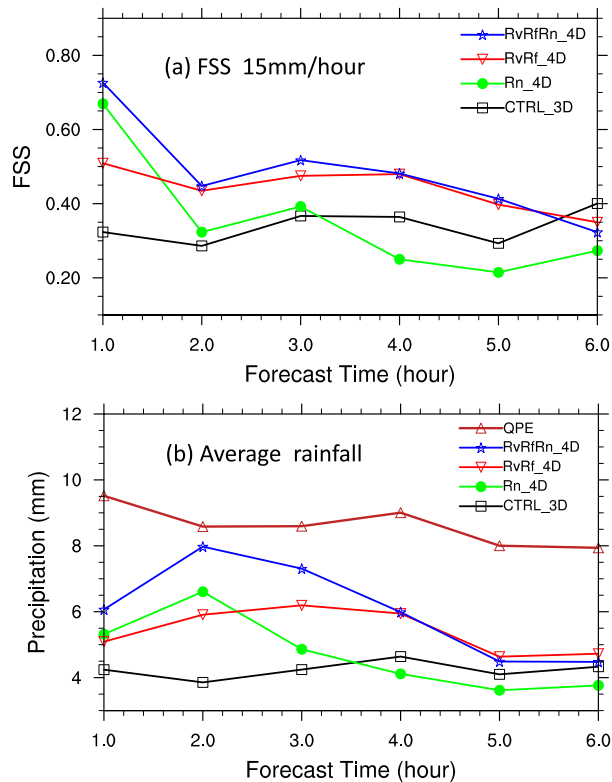 RvRfRn_4D
RvRf_4D
Rn_4D
CTRL_3D
(a) FSS 15mm/hour
FSS
0.80
0.60
0.40
0.20
1.0 2.0 3.0 4.0 5.0 6.0
Forecast Time (hour)
QPE
RvRfRn_4D
RvRf_4D
Rn_4D
CTRL_3D
(b) Average rainfall
Precipitation (mm)
12
10
8
6
4
1.0 2.0 3.0 4.0 5.0 6.0
Forecast Time (hour)